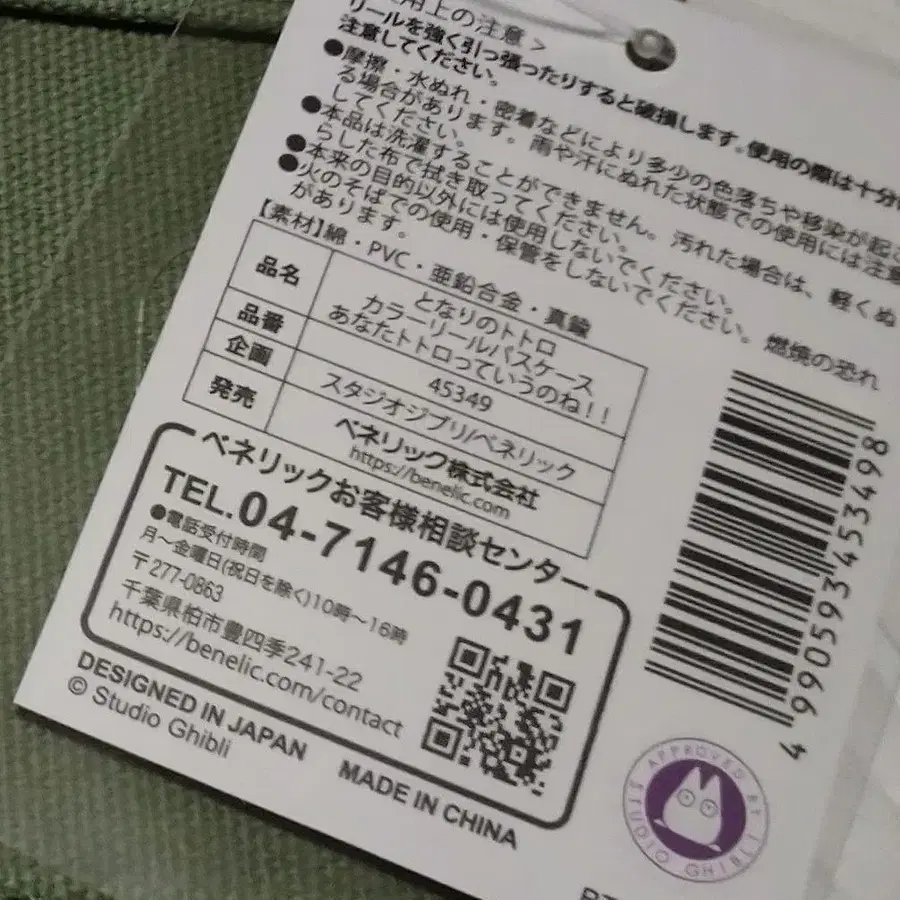 用上の注意 >
リールを強く引っ張ったりすると破損します。使用の際は十分
注意してください。
●摩擦・水ぬれ・密着などにより多少の色落ちや移染が起こ
る場合があります。雨や汗にぬれた状態での使用には注意
してください。
●本品は洗濯することができません。汚れた場合は、軽くぬ
らした布で拭き取ってください。
●本来の目的以外には使用しないでください。
●火のそばでの使用・保管をしないでください。燃焼の恐れ
があります。
【素材】綿・PVC・亜鉛合金・真鍮
品名 となりのトトロ
カラーリールパスケース
あなたトトロっていうのね!!
品番 45349
企画 スタジオジブリ/ベネリック
発売 ベネリック株式会社
https://benelic.com
ベネリックお客様相談センター
TEL.04-7146-0431
●電話受付時間
月〜金曜日(祝日を除く)10時〜16時
〒277-0863
千葉県柏市豊四季241-22
https://benelic.com/contact
DESIGNED IN JAPAN
© Studio Ghibli
MADE IN CHINA
4990593453498
APPROVED BY STUDIO GHIBLI